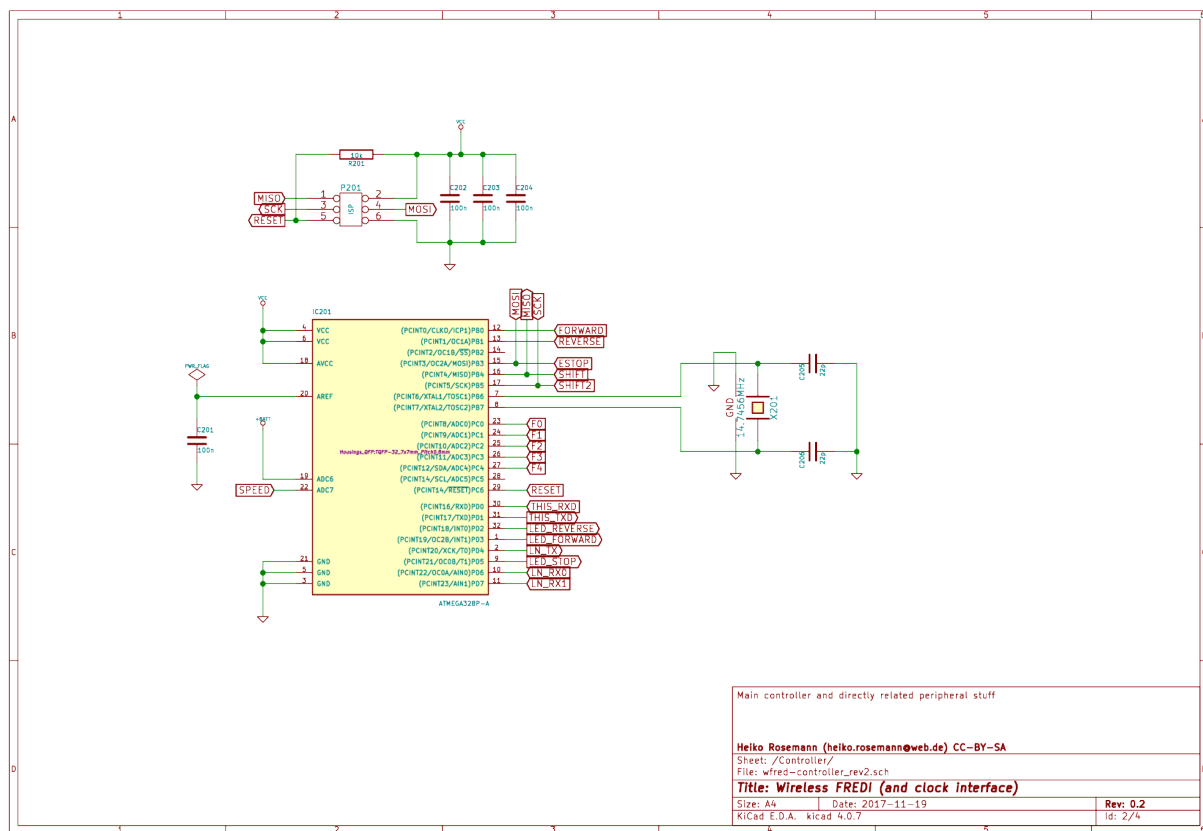 1 2 3 4 5
A
VCC
10k
R201
P201
C202 C203 C204
MISO 1 2
SCK 3 ISP 4 MOSI
100n 100n 100n
RESET 5 6
MOSI MISO SCK
VCC
IC201
B
4 VCC (PCINT0/CLKO/ICP1)PB0 12 FORWARD
6 VCC (PCINT1/OC1A)PB1 13 REVERSE
(PCINT2/OC1B/SS)PB2 14
18 AVCC (PCINT3/OC2A/MOSI)PB3 15 ESTOP
PWR_FLAG
(PCINT4/MISO)PB4 16 SHIFT
(PCINT5/SCK)PB5 17 SHIFT2
20 AREF (PCINT6/XTAL1/TOSC1)PB6 7
(PCINT7/XTAL2/TOSC2)PB7 8
C205 22p
GND 14.7456MHz X201
+BATT
C201
100n
(PCINT8/ADC0)PC0 23 F0
(PCINT9/ADC1)PC1 24 F1
(PCINT10/ADC2)PC2 25 F2
Housings_QFP:TQFP-32_7x7mm_Pitch0.8mm
(PCINT11/ADC3)PC3 26 F3
(PCINT12/SDA/ADC4)PC4 27 F4
C206 22p
19 ADC6 (PCINT14/SCL/ADC5)PC5 28
SPEED 22 ADC7 (PCINT14/RESET)PC6 29 RESET
(PCINT16/RXD)PD0 30 THIS_RXD
(PCINT17/TXD)PD1 31 THIS_TXD
(PCINT18/INT0)PD2 32 LED_REVERSE
(PCINT19/OC2B/INT1)PD3 1 LED_FORWARD
C
(PCINT20/XCK/T0)PD4 2 LN_TX
21 GND (PCINT21/OC0B/T1)PD5 9 LED_STOP
5 GND (PCINT22/OC0A/AIN0)PD6 10 LN_RX0
3 GND (PCINT23/AIN1)PD7 11 LN_RX1
ATMEGA328P-A
Main controller and directly related peripheral stuff
Heiko Rosemann (heiko.rosemann@web.de) CC-BY-SA
D
Sheet: /Controller/
File: wfred-controller_rev2.sch
Title: Wireless FREDI (and clock interface)
Size: A4 Date: 2017-11-19 Rev: 0.2
KiCad E.D.A. kicad 4.0.7 Id: 2/4
1 2 3 4 5